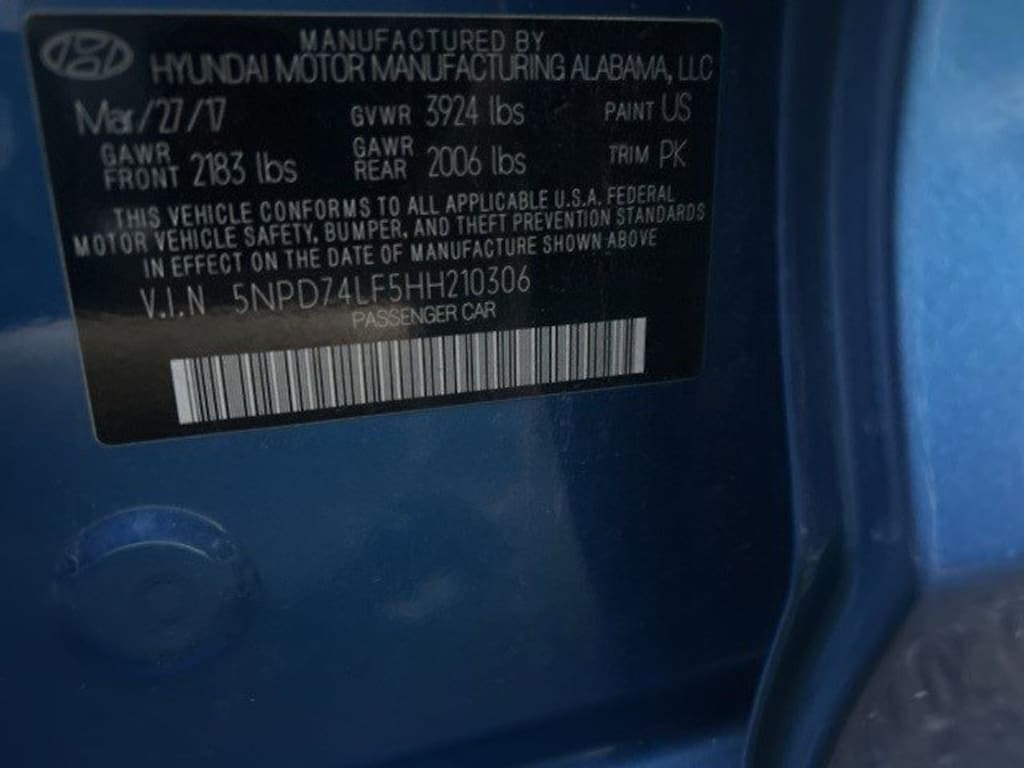 MANUFACTURED BY
HYUNDAI MOTOR MANUFACTURING ALABAMA, LLC
Mar/27/17 GVWR 3924 lbs PAINT US
GAWR FRONT 2183 lbs GAWR REAR 2006 lbs TRIM PK
THIS VEHICLE CONFORMS TO ALL APPLICABLE U.S.A. FEDERAL
MOTOR VEHICLE SAFETY, BUMPER, AND THEFT PREVENTION STANDARDS
IN EFFECT ON THE DATE OF MANUFACTURE SHOWN ABOVE
V.I.N 5NPD74LF5HH210306
PASSENGER CAR